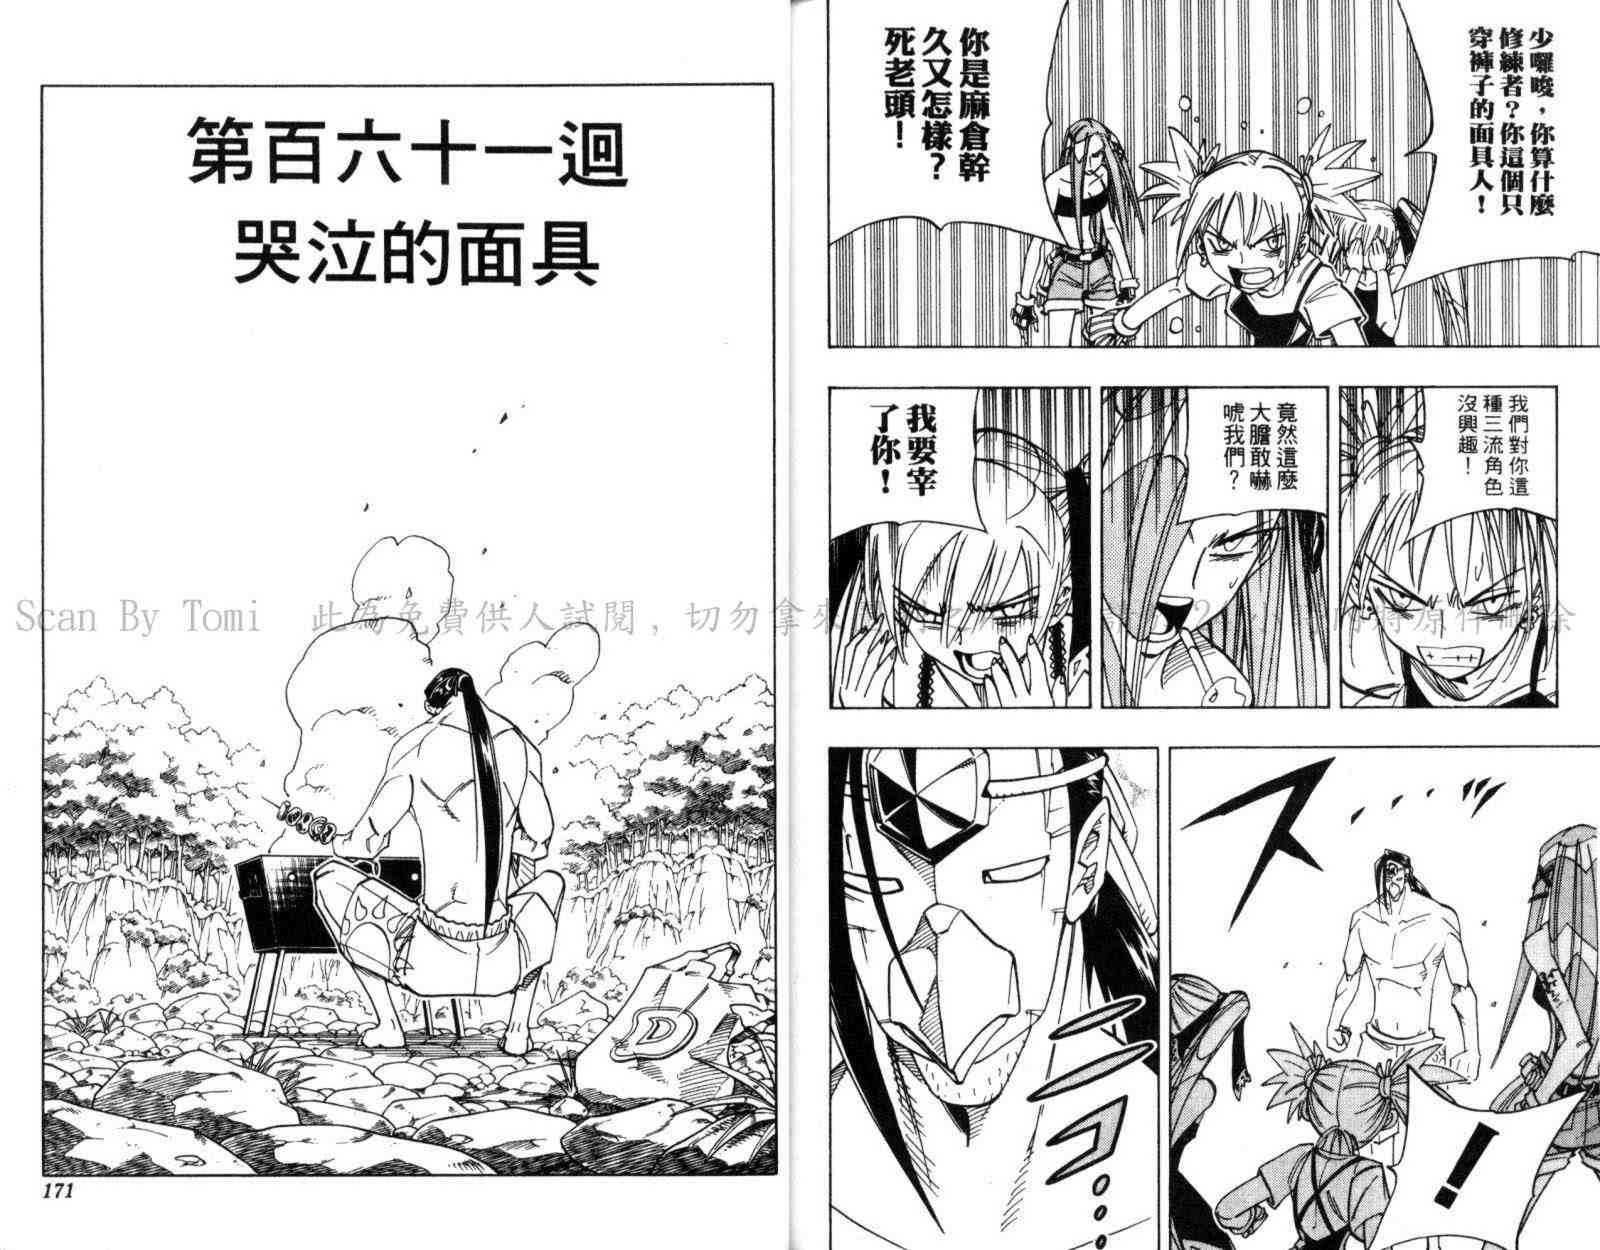 少囉唆，你算什麼
修練者？你這個只
穿褲子的面具人！
你是麻倉幹
久又怎樣？
死老頭！
我們對你這
種三流角色
沒興趣！
竟然這麼
大膽敢嚇
唬我們？
我要宰
了你！
スッ
！
ゴゴゴ…
第百六十一迴
哭泣的面具
D
171
Scan By Tomi 此為免費供人試閱，切勿拿來